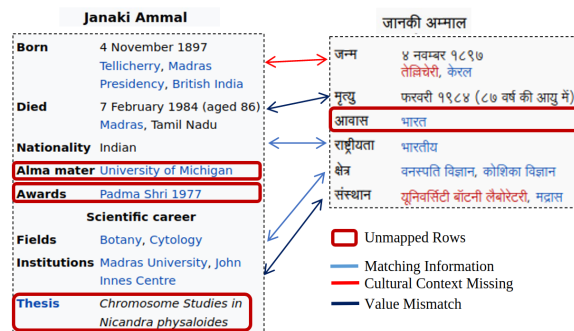 Janaki Ammal
Born 4 November 1897
Tellicherry, Madras
Presidency, British India
Died 7 February 1984 (aged 86)
Madras, Tamil Nadu
Nationality Indian
Alma mater University of Michigan
Awards Padma Shri 1977
Scientific career
Fields Botany, Cytology
Institutions Madras University, John
Innes Centre
Thesis Chromosome Studies in
Nicandra physaloides
जानकी अम्माल
जन्म ४ नवम्बर १८९७
तेल्लिचेरी, केरल
मृत्यु फरवरी १९८४ (८७ वर्ष की आयु में)
आवास भारत
राष्ट्रीयता भारतीय
क्षेत्र वनस्पति विज्ञान, कोशिका विज्ञान
संस्थान यूनिवर्सिटी बॉटनी लैबोरेटरी, मद्रास
Unmapped Rows
Matching Information
Cultural Context Missing
Value Mismatch